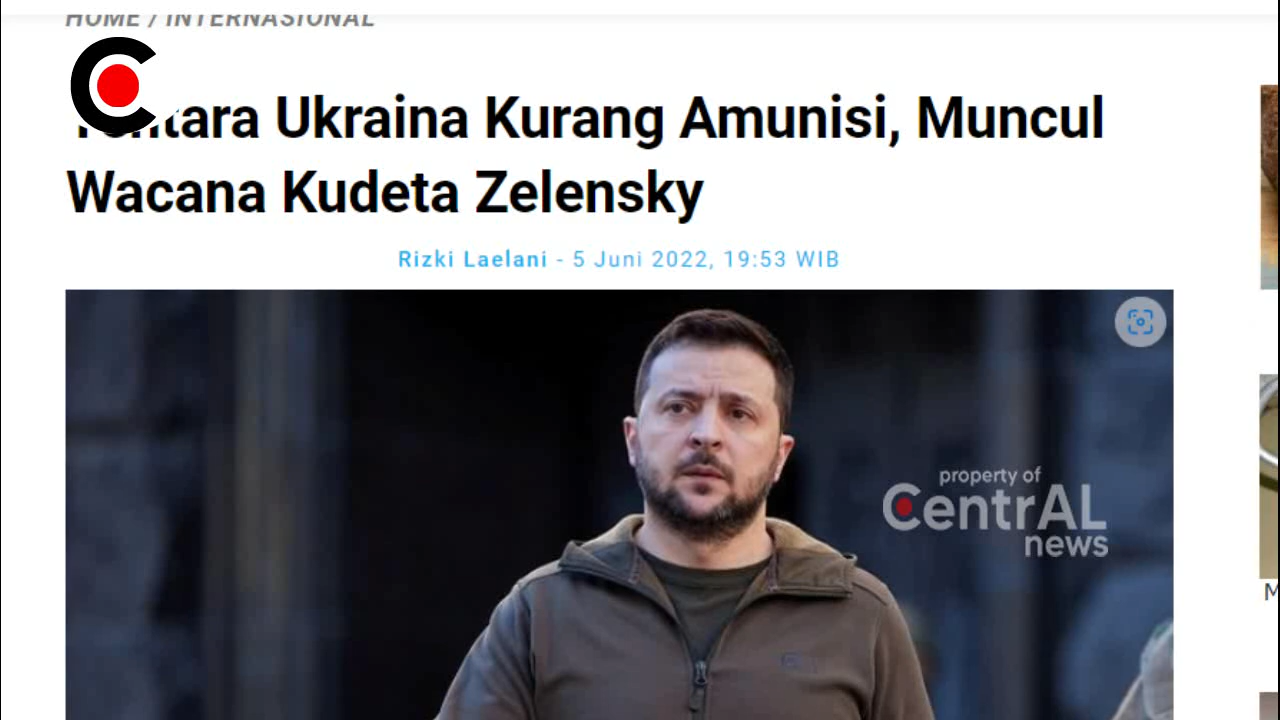 HOME / INTERNASIONAL
Tentara Ukraina Kurang Amunisi, Muncul
Wacana Kudeta Zelensky
Rizki Laelani - 5 Juni 2022, 19:53 WIB
property of
CentrAL
news
M